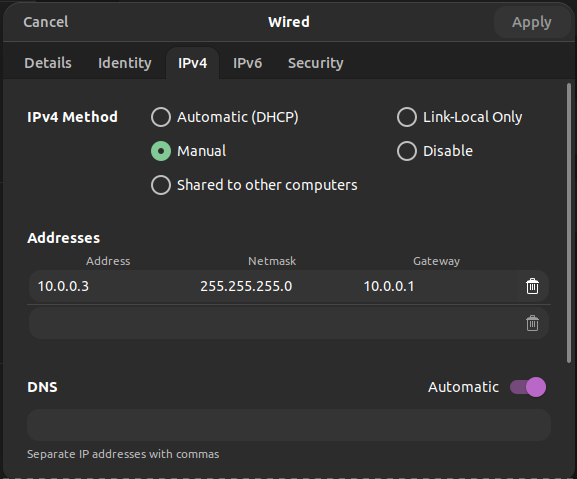 Cancel Wired Apply
Details Identity IPv4 IPv6 Security
IPv4 Method Automatic (DHCP) Link-Local Only
Manual Disable
Shared to other computers
Addresses
Address Netmask Gateway
10.0.0.3 255.255.255.0 10.0.0.1
DNS Automatic
Separate IP addresses with commas